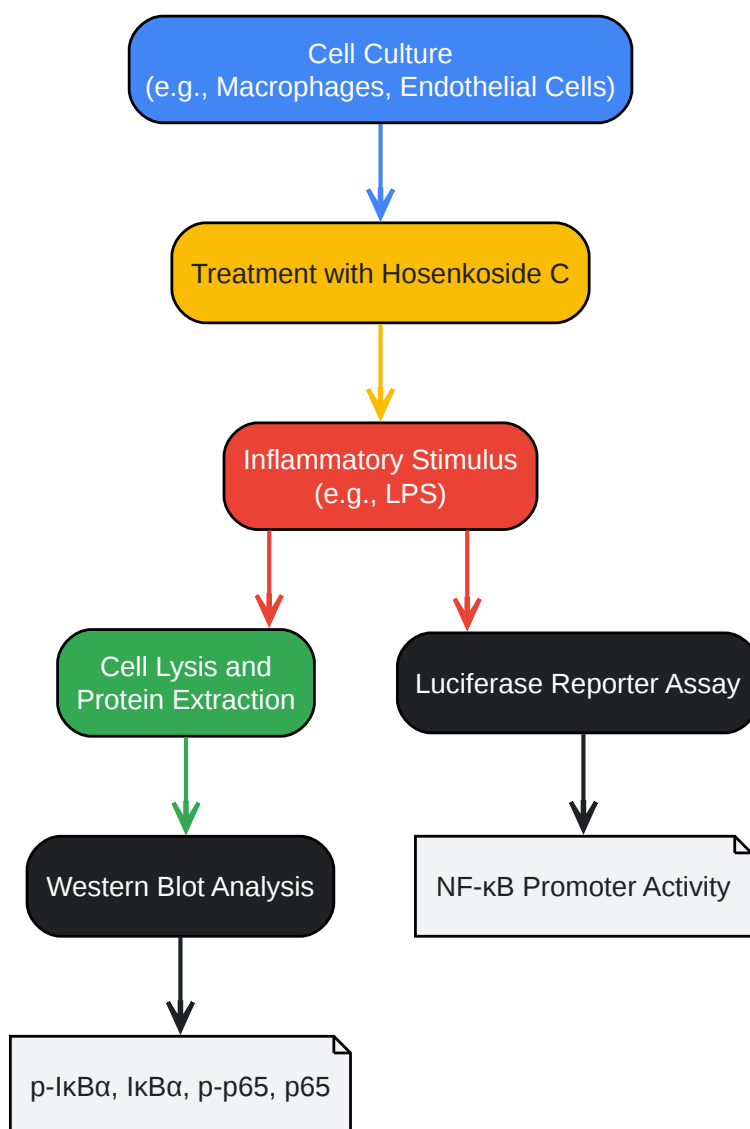 Cell Culture
(e.g., Macrophages, Endothelial Cells)
Treatment with Hosenkoside C
Inflammatory Stimulus
(e.g., LPS)
Cell Lysis and
Protein Extraction
Luciferase Reporter Assay
Western Blot Analysis
NF-κB Promoter Activity
p-IκBα, IκBα, p-p65, p65